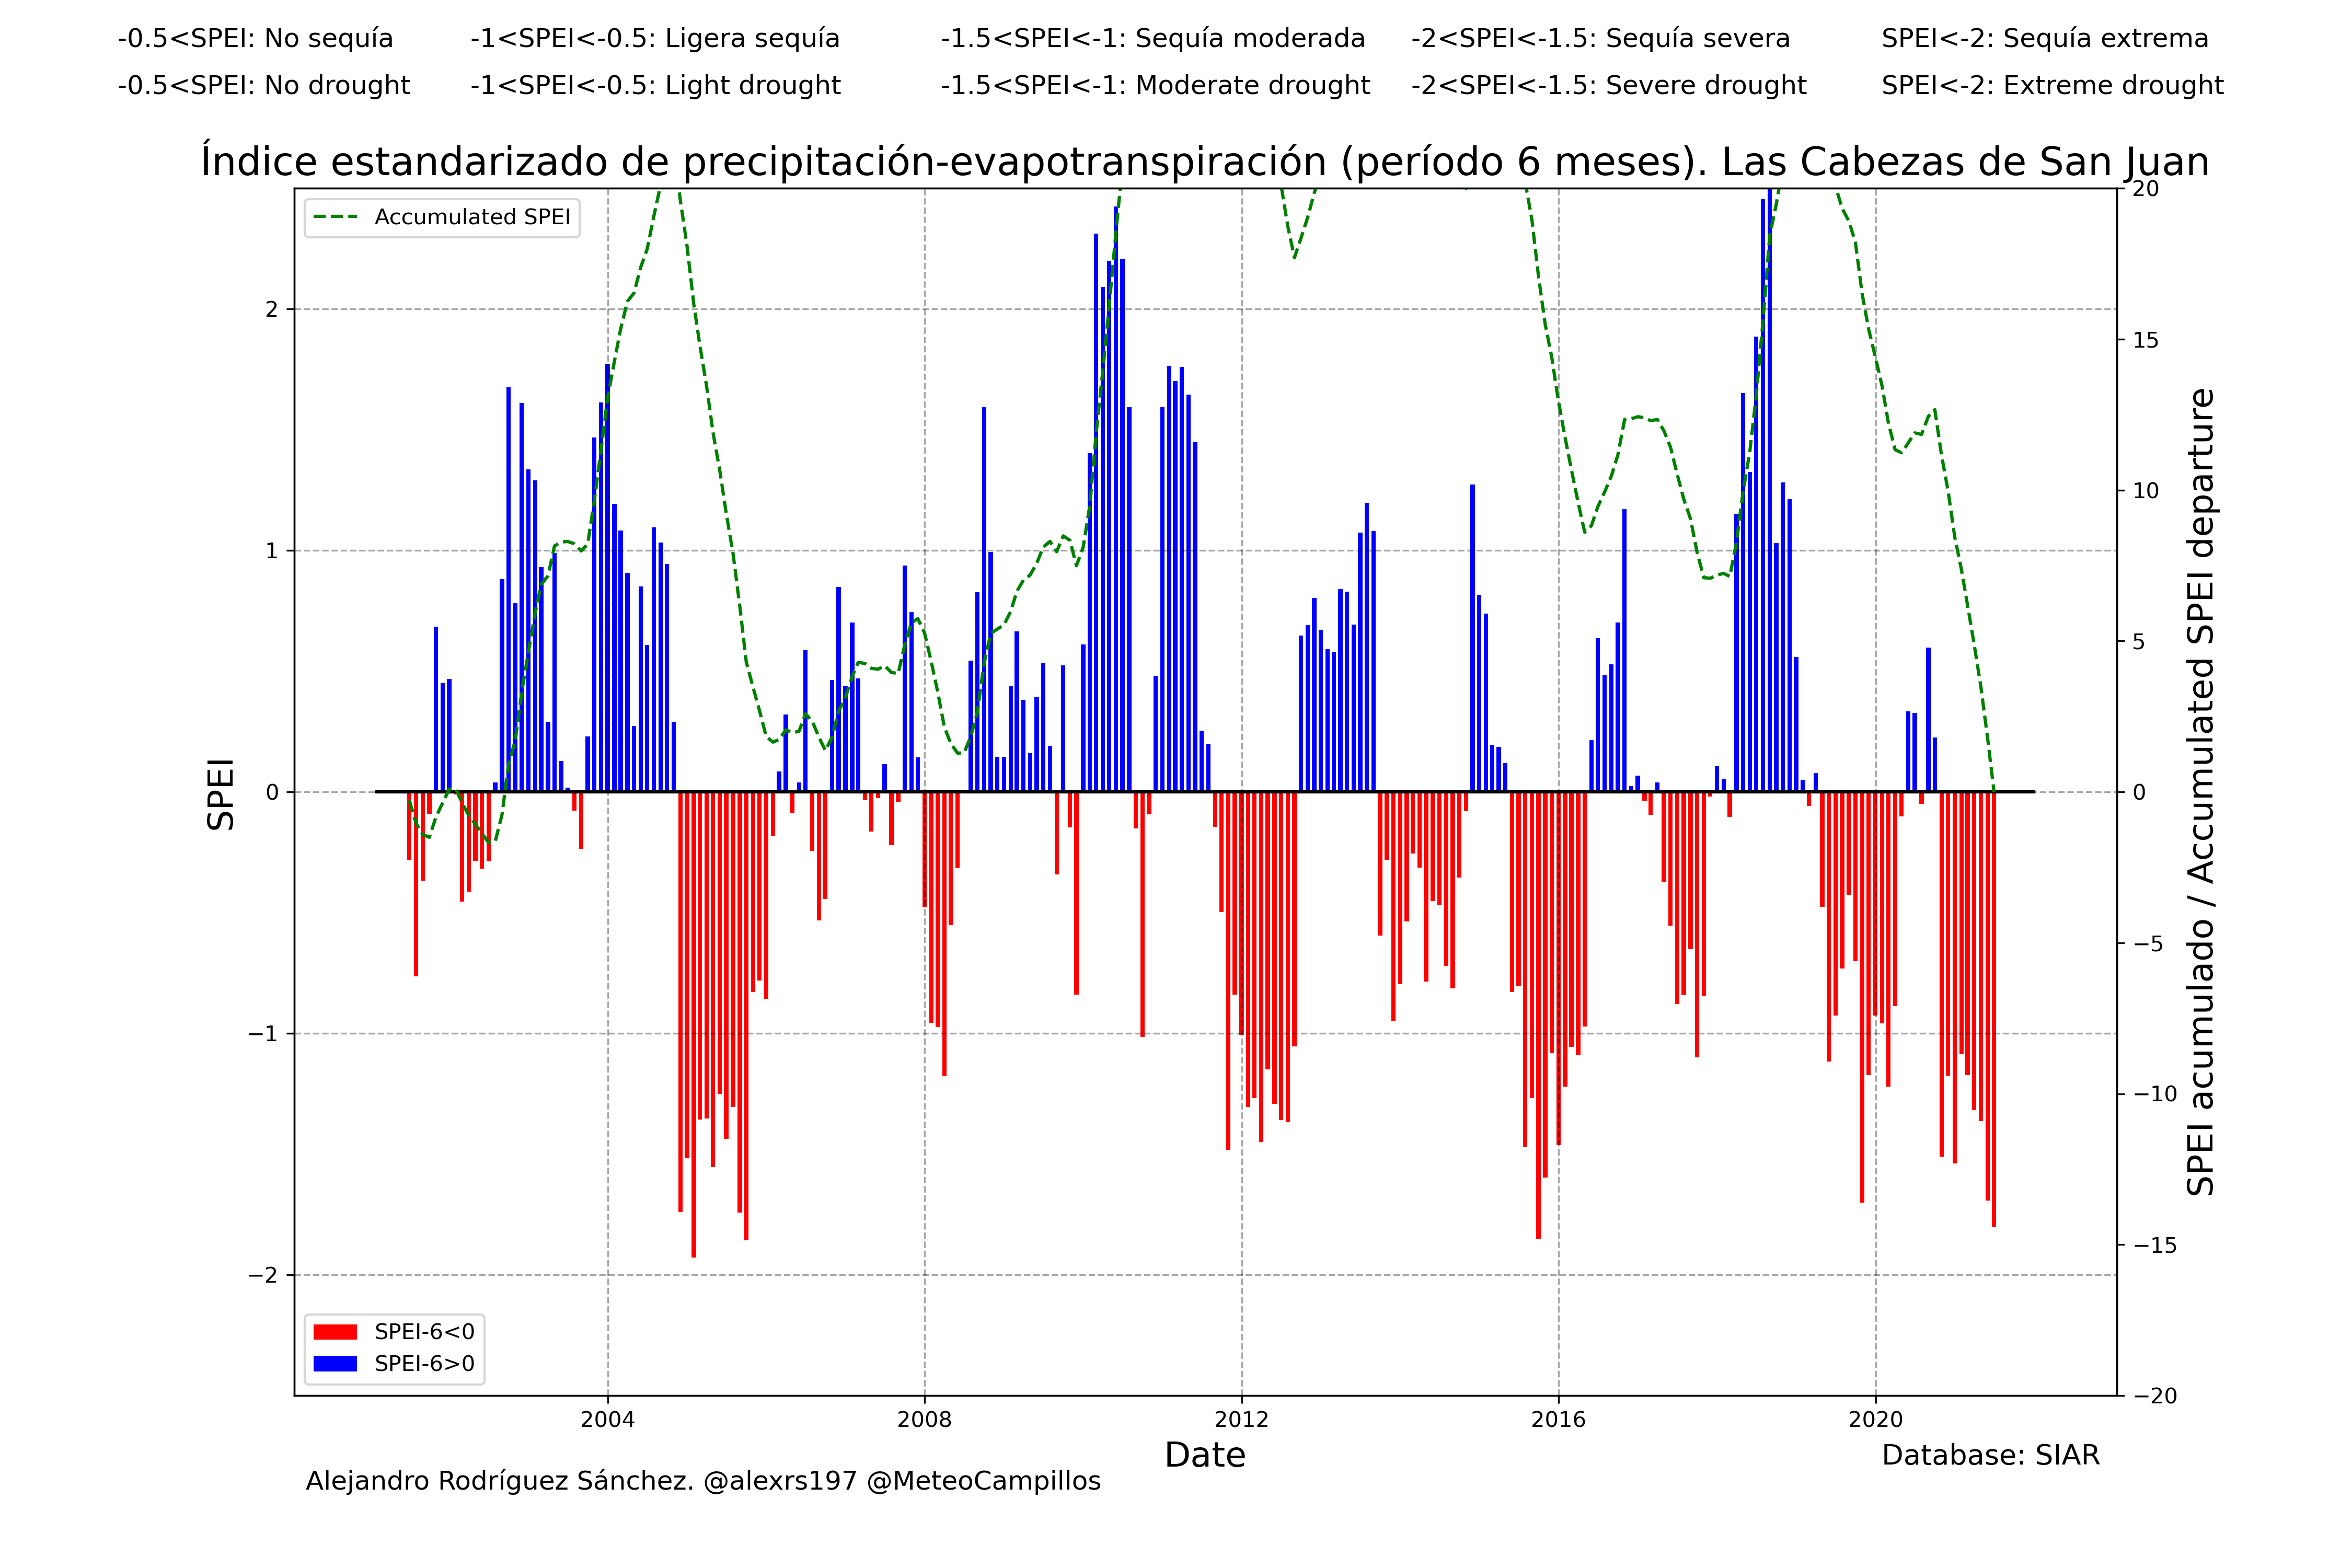 -0.5<SPEI: No sequía -1<SPEI<-0.5: Ligera sequía -1.5<SPEI<-1: Sequía moderada -2<SPEI<-1.5: Sequía severa SPEI<-2: Sequía extrema
-0.5<SPEI: No drought -1<SPEI<-0.5: Light drought -1.5<SPEI<-1: Moderate drought -2<SPEI<-1.5: Severe drought SPEI<-2: Extreme drought
Índice estandarizado de precipitación-evapotranspiración (período 6 meses). Las Cabezas de San Juan
Accumulated SPEI
SPEI
2
1
0
−1
−2
20
15
10
5
0
−5
−10
−15
−20
SPEI acumulado / Accumulated SPEI departure
SPEI-6<0
SPEI-6>0
2004 2008 2012 2016 2020
Date
Database: SIAR
Alejandro Rodríguez Sánchez. @alexrs197 @MeteoCampillos